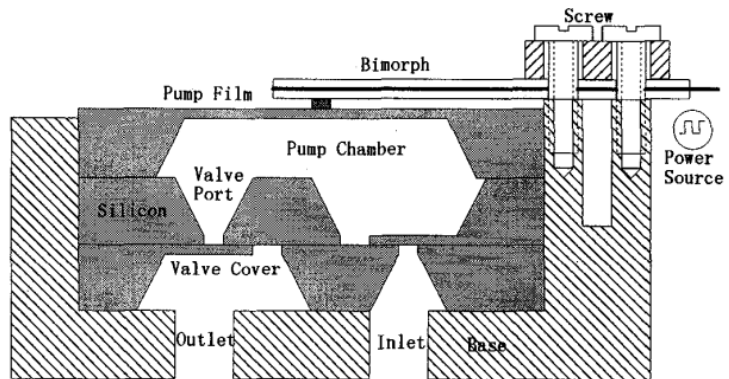 Screw
Bimorph
Pump Film
Pump Chamber
Power
Source
Valve
Port
Silicon
Valve Cover
Outlet
Inlet
Base